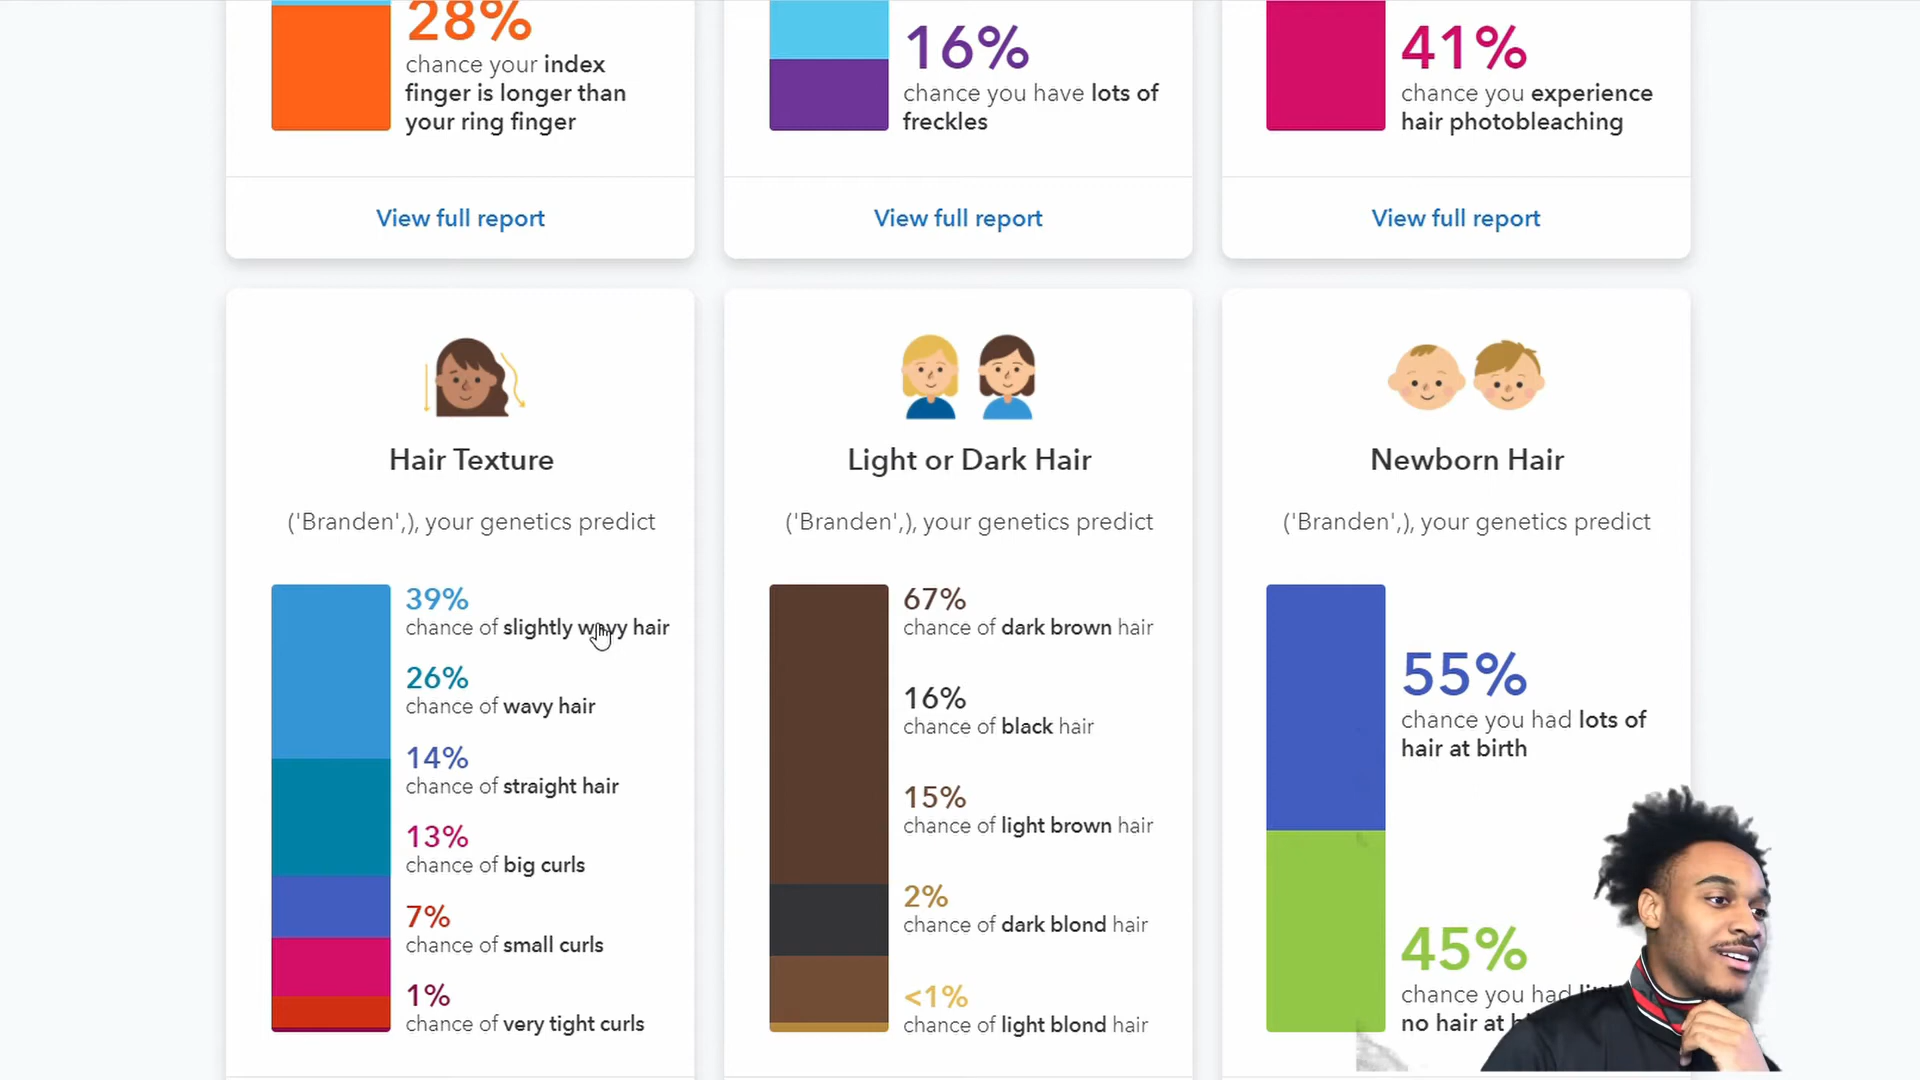 28%
chance your index
finger is longer than
your ring finger
View full report
16%
chance you have lots of
freckles
View full report
41%
chance you experience
hair photobleaching
View full report
Hair Texture
('Branden',), your genetics predict
39%
chance of slightly wavy hair
26%
chance of wavy hair
14%
chance of straight hair
13%
chance of big curls
7%
chance of small curls
1%
chance of very tight curls
Light or Dark Hair
('Branden',), your genetics predict
67%
chance of dark brown hair
16%
chance of black hair
15%
chance of light brown hair
2%
chance of dark blond hair
<1%
chance of light blond hair
Newborn Hair
('Branden',), your genetics predict
55%
chance you had lots of
hair at birth
45%
chance you had
no hair at